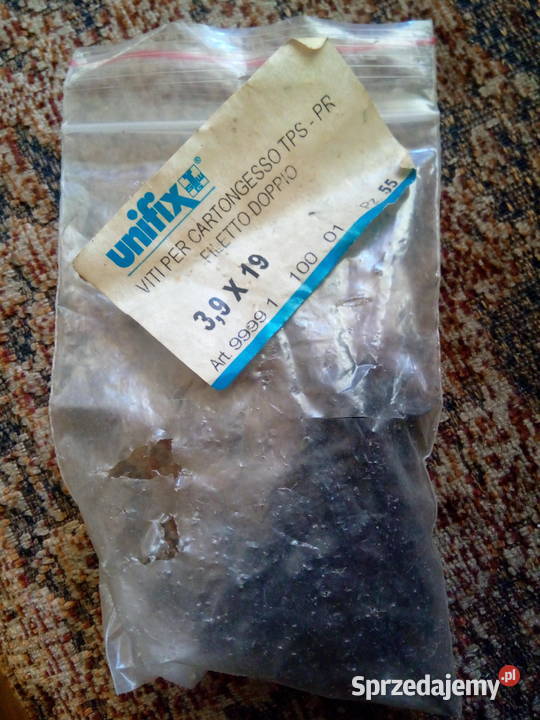 unifix®
VITI PER CARTONGESSO TPS - PR
FILETTO DOPPIO
3,9 X 19
Art. 9999 1 100 01 Pz. 55
Sprzedajemy.pl